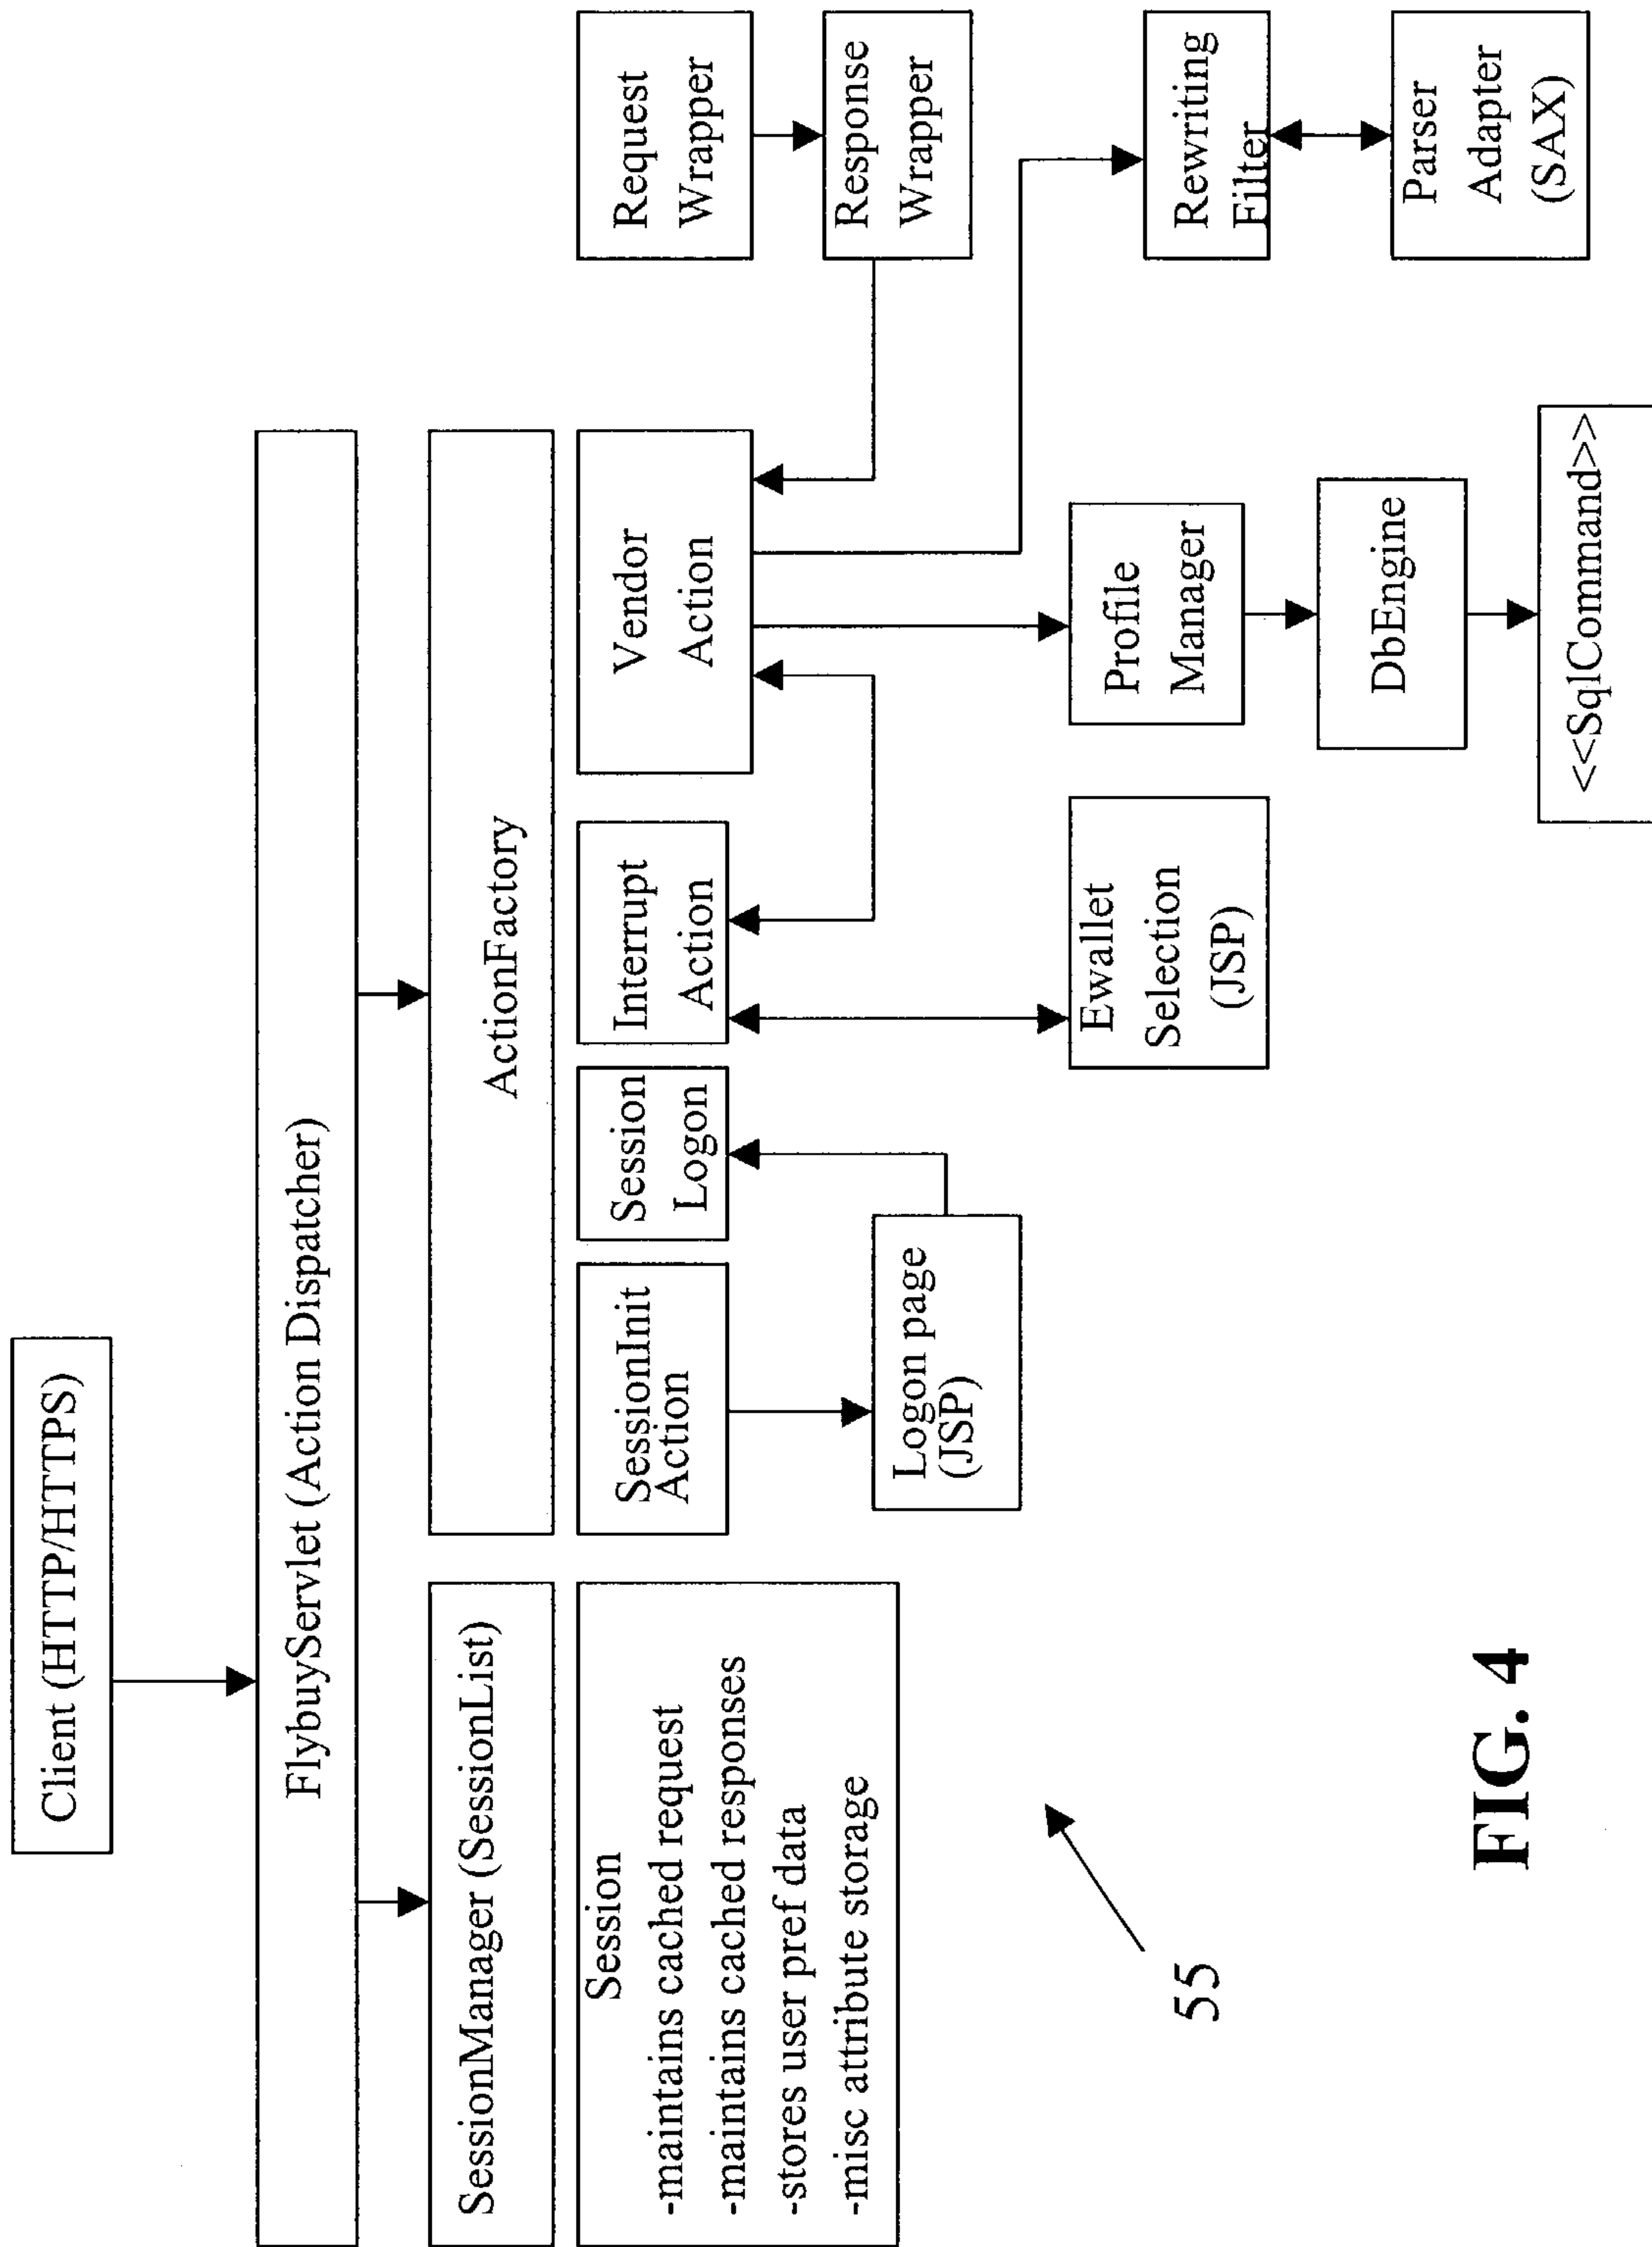 Client (HTTP/HTTPS)
FlybuyServlet (Action Dispatcher)
SessionManager (SessionList)
ActionFactory
Session
-maintains cached request
-maintains cached responses
-stores user pref data
-misc attribute storage
SessionInit
Action
Session
Logon
Interrupt
Action
Vendor
Action
Request
Wrapper
Response
Wrapper
Logon page
(JSP)
Ewallet
Selection
(JSP)
Profile
Manager
Rewriting
Filter
DbEngine
Parser
Adapter
(SAX)
<<SqlCommand>>
55
FIG. 4